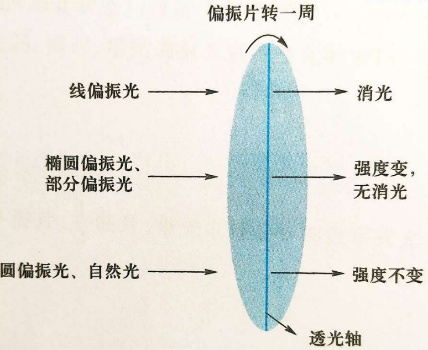 偏振片转一周
线偏振光
消光
椭圆偏振光、
部分偏振光
强度变，
无消光
圆偏振光、自然光
强度不变
透光轴